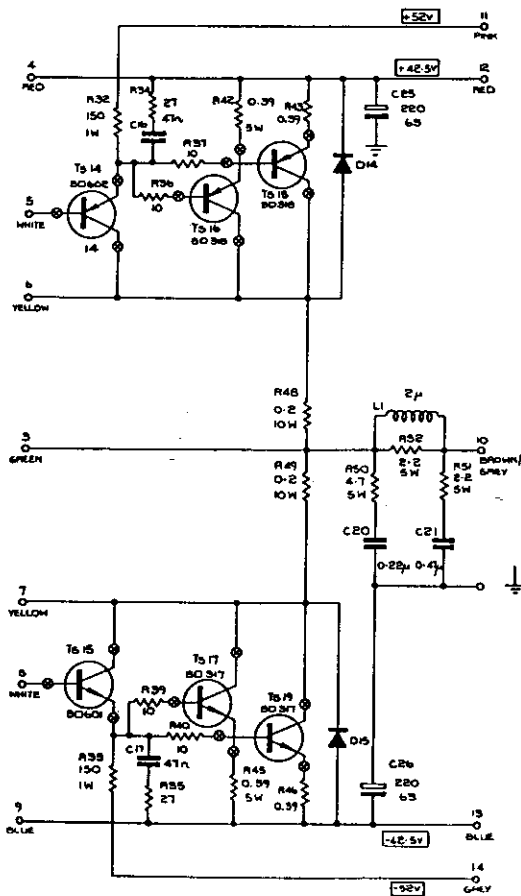 +52V
11
PINK
4
RED
+42.5V
12
RED
R32
150
1W
R34
27
C16
47n
R42
0.39
5W
R43
0.39
C25
220
63
R37
10
D14
TS14
BD602
R36
10
TS18
BD318
5
WHITE
14
TS16
BD318
6
YELLOW
R48
0.2
10W
L1
2µ
3
GREEN
R52
2.2
5W
10
BROWN/
GREY
R49
0.2
10W
R50
4.7
5W
R51
2.2
5W
C20
0.22µ
C21
0.47µ
7
YELLOW
TS15
TS17
BD317
8
WHITE
R39
10
TS19
BD317
BD601
R40
10
D15
R33
150
1W
C17
47n
R35
27
R45
0.39
5W
R46
0.39
C26
220
63
9
BLUE
-42.5V
13
BLUE
14
GREY
-52V